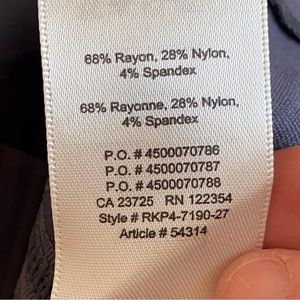 68% Rayon, 28% Nylon,
4% Spandex
68% Rayonne, 28% Nylon,
4% Spandex
P.O. # 4500070786
P.O. # 4500070787
P.O. # 4500070788
CA 23725 RN 122354
Style # RKP4-7190-27
Article # 54314